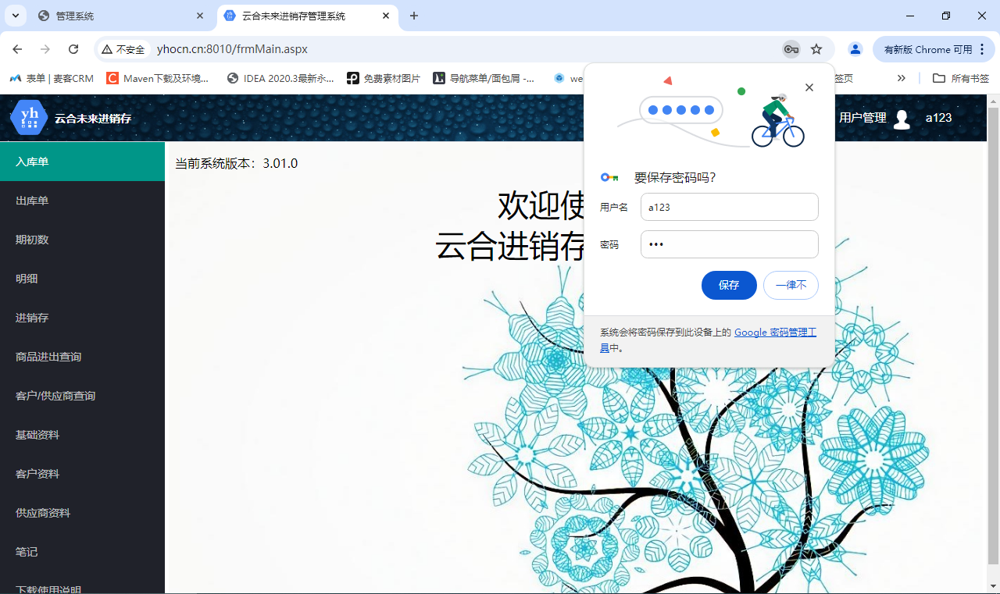 管理系统
云合未来进销存管理系统
不安全
yhocn.cn:8010/frmMain.aspx
有新版 Chrome 可用
表单 | 麦客CRM
Maven下载及环境...
IDEA 2020.3最新永...
免费素材图片
导航菜单/面包屑 -...
we
签页
所有书签
yh
云合未来进销存
用户管理
a123
入库单
出库单
期初数
明细
进销存
商品进出查询
客户/供应商查询
基础资料
客户资料
供应商资料
笔记
下载使用说明
当前系统版本：3.01.0
欢迎使
云合进销存
要保存密码吗？
用户名
a123
密码
•••
保存
一律不
系统会将密码保存到此设备上的 Google 密码管理工
具中。